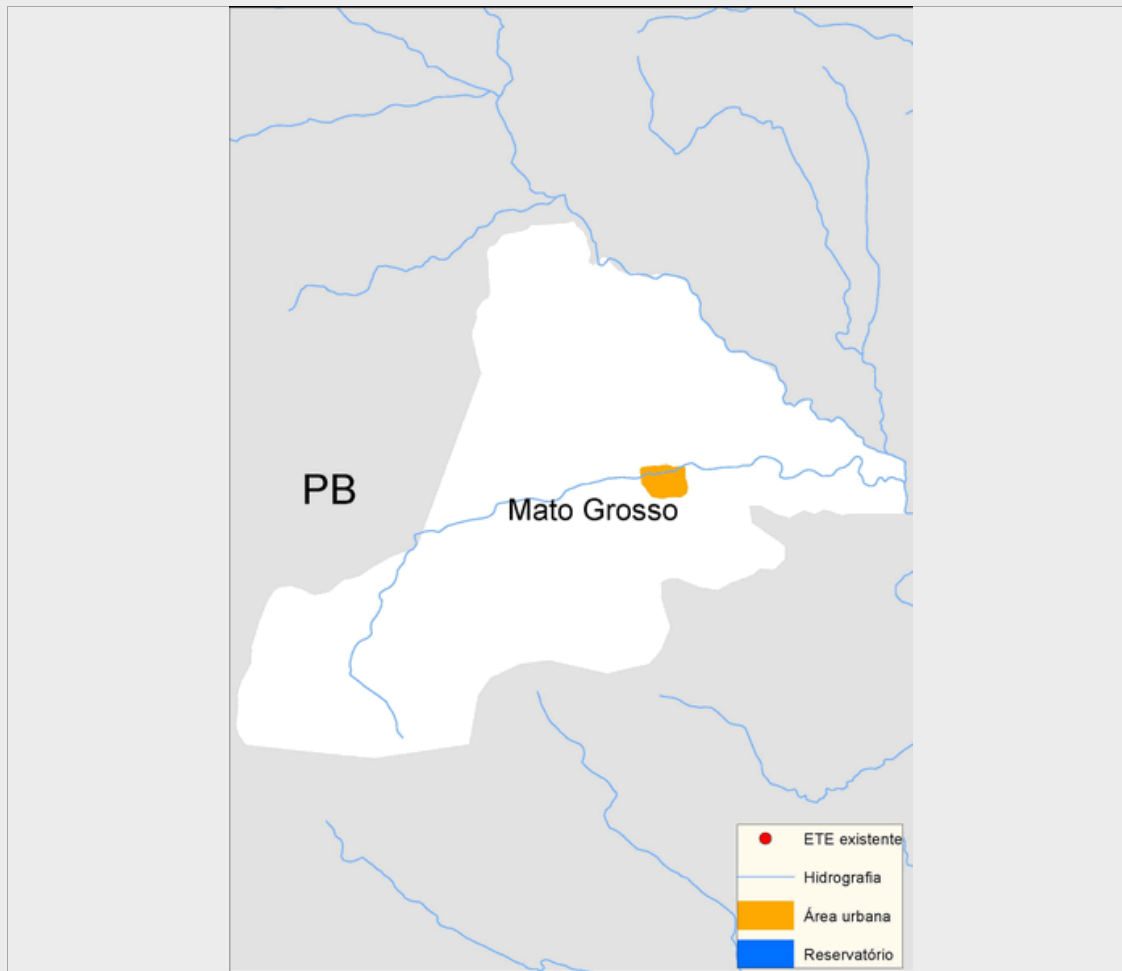 PB
Mato Grosso
ETE existente
Hidrografia
Área urbana
Reservatório